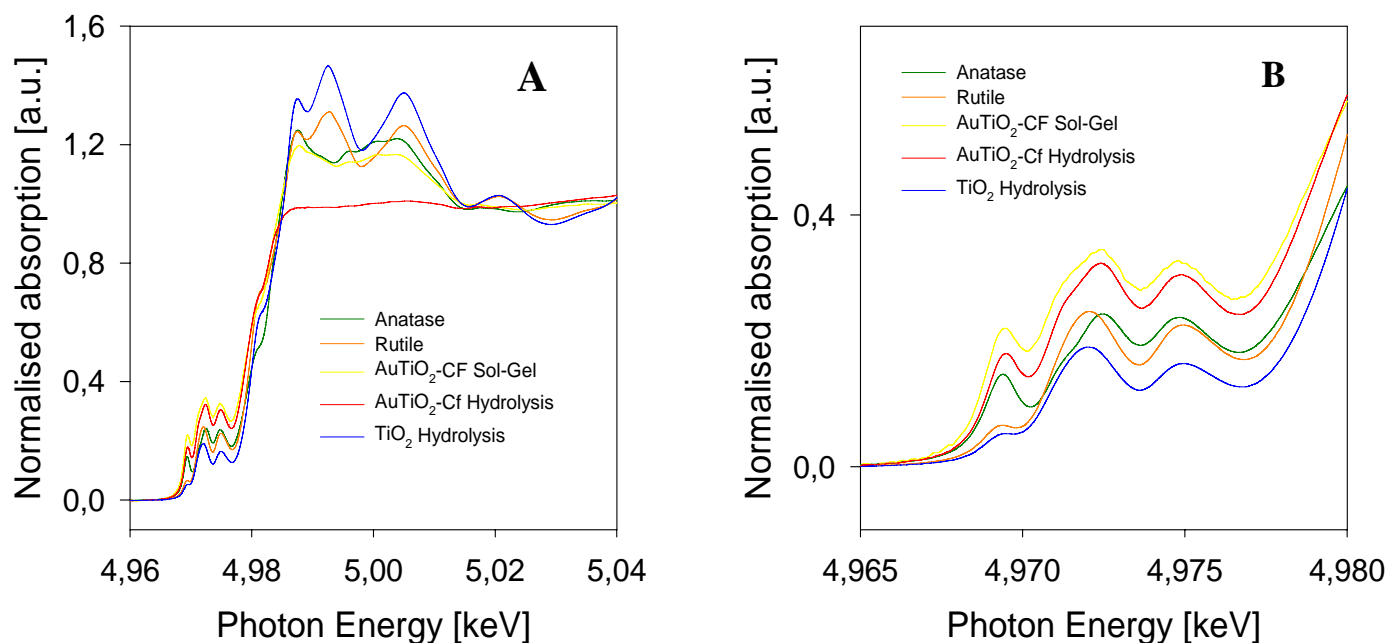 A
Normalised absorption [a.u.]
1,6
1,2
0,8
0,4
0,0
Anatase
Rutile
AuTiO₂-CF Sol-Gel
AuTiO₂-Cf Hydrolysis
TiO₂ Hydrolysis
4,96 4,98 5,00 5,02 5,04
Photon Energy [keV]
B
Normalised absorption [a.u.]
0,4
0,0
Anatase
Rutile
AuTiO₂-CF Sol-Gel
AuTiO₂-Cf Hydrolysis
TiO₂ Hydrolysis
4,965 4,970 4,975 4,980
Photon Energy [keV]